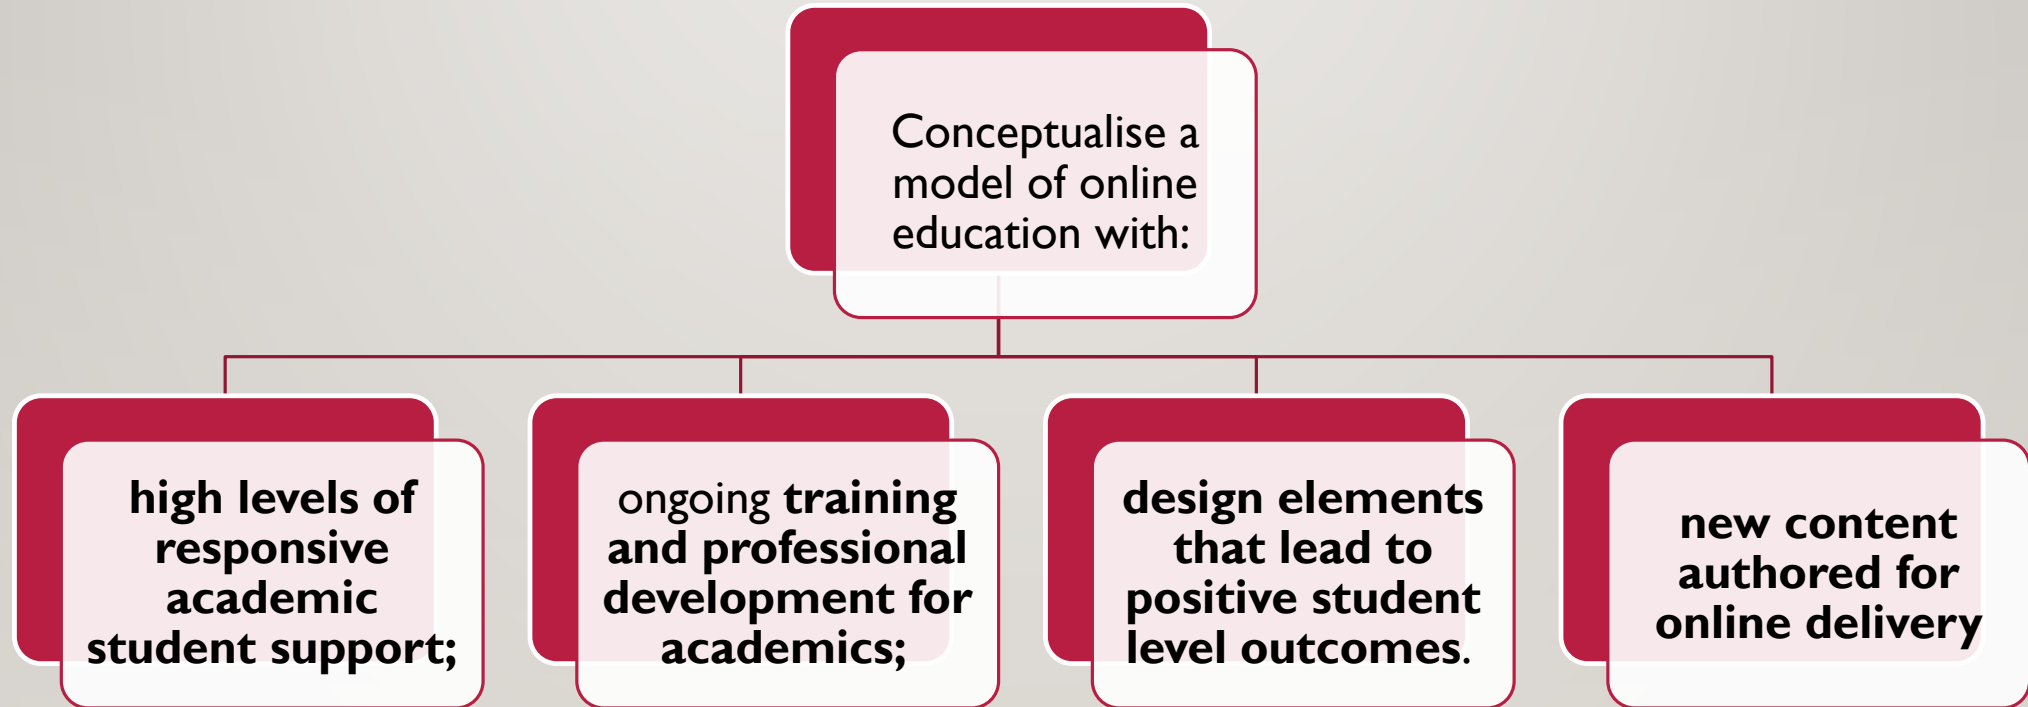 Conceptualise a
model of online
education with:
high levels of
responsive
academic
student support;
ongoing training
and professional
development for
academics;
design elements
that lead to
positive student
level outcomes.
new content
authored for
online delivery